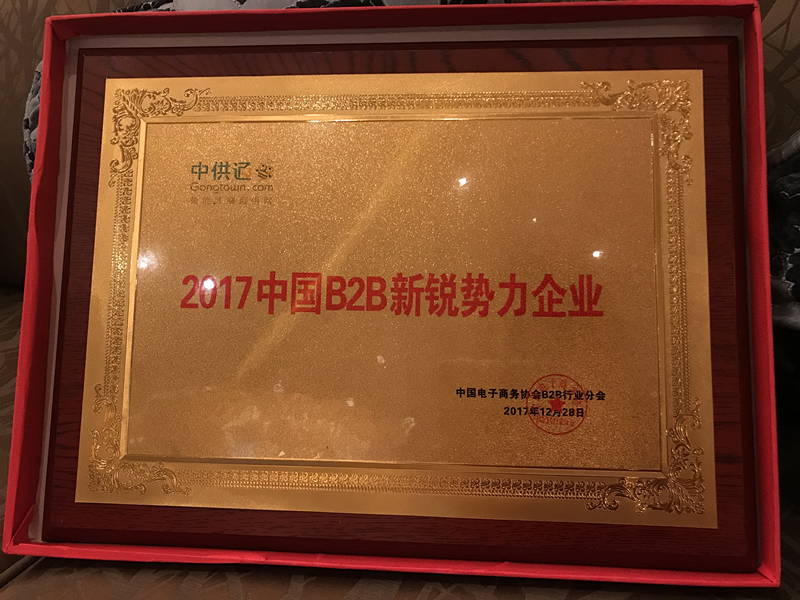 中供通
Gongtown.com
2017中国B2B新锐势力企业
中国电子商务协会B2B行业分会
2017年12月28日